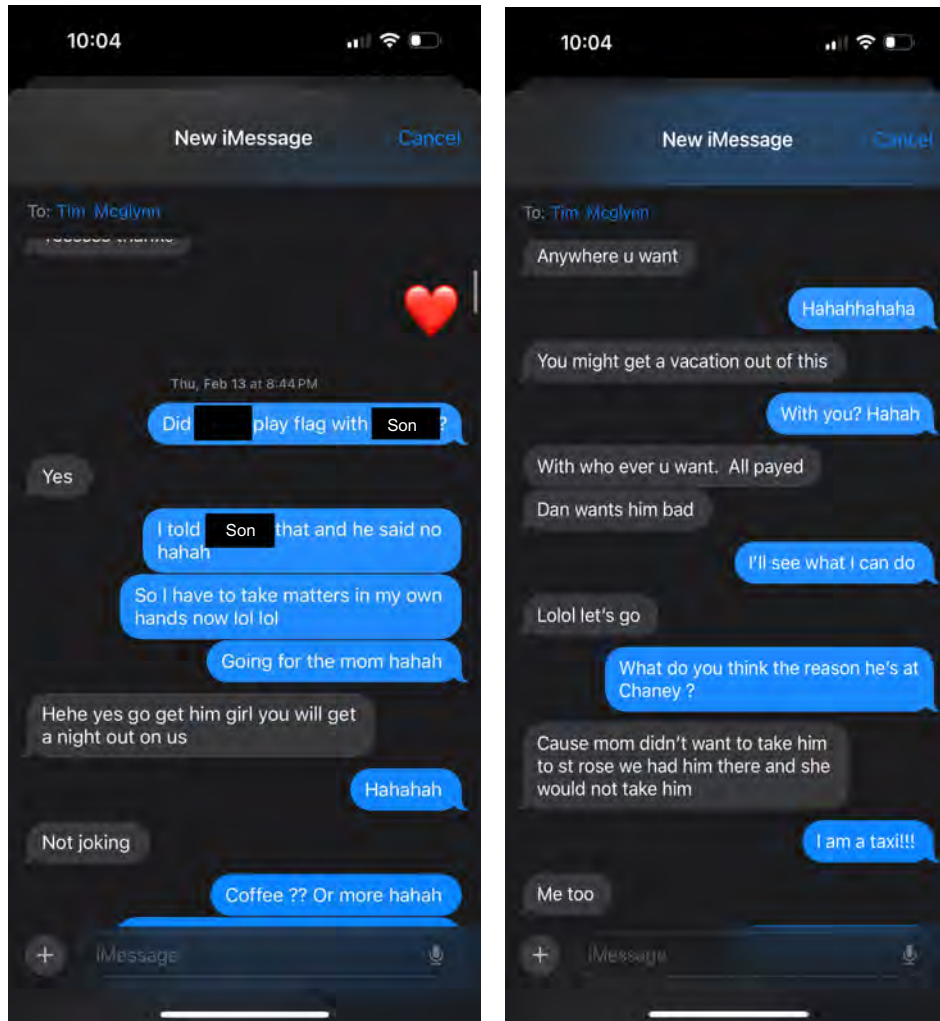 10:04
New iMessage
Cancel
To: Tim Mcglynn
thanks
Thu, Feb 13 at 8:44 PM
Did play flag with Son ?
Yes
I told Son that and he said no
hahah
So I have to take matters in my own
hands now lol lol
Going for the mom hahah
Hehe yes go get him girl you will get
a night out on us
Hahahah
Not joking
Coffee ?? Or more hahah
iMessage
10:04
New iMessage
Cancel
To: Tim Mcglynn
Anywhere u want
Hahahhahaha
You might get a vacation out of this
With you? Hahah
With who ever u want. All payed
Dan wants him bad
I'll see what I can do
Lolol let's go
What do you think the reason he's at
Chaney ?
Cause mom didn't want to take him
to st rose we had him there and she
would not take him
I am a taxi!!!
Me too
iMessage